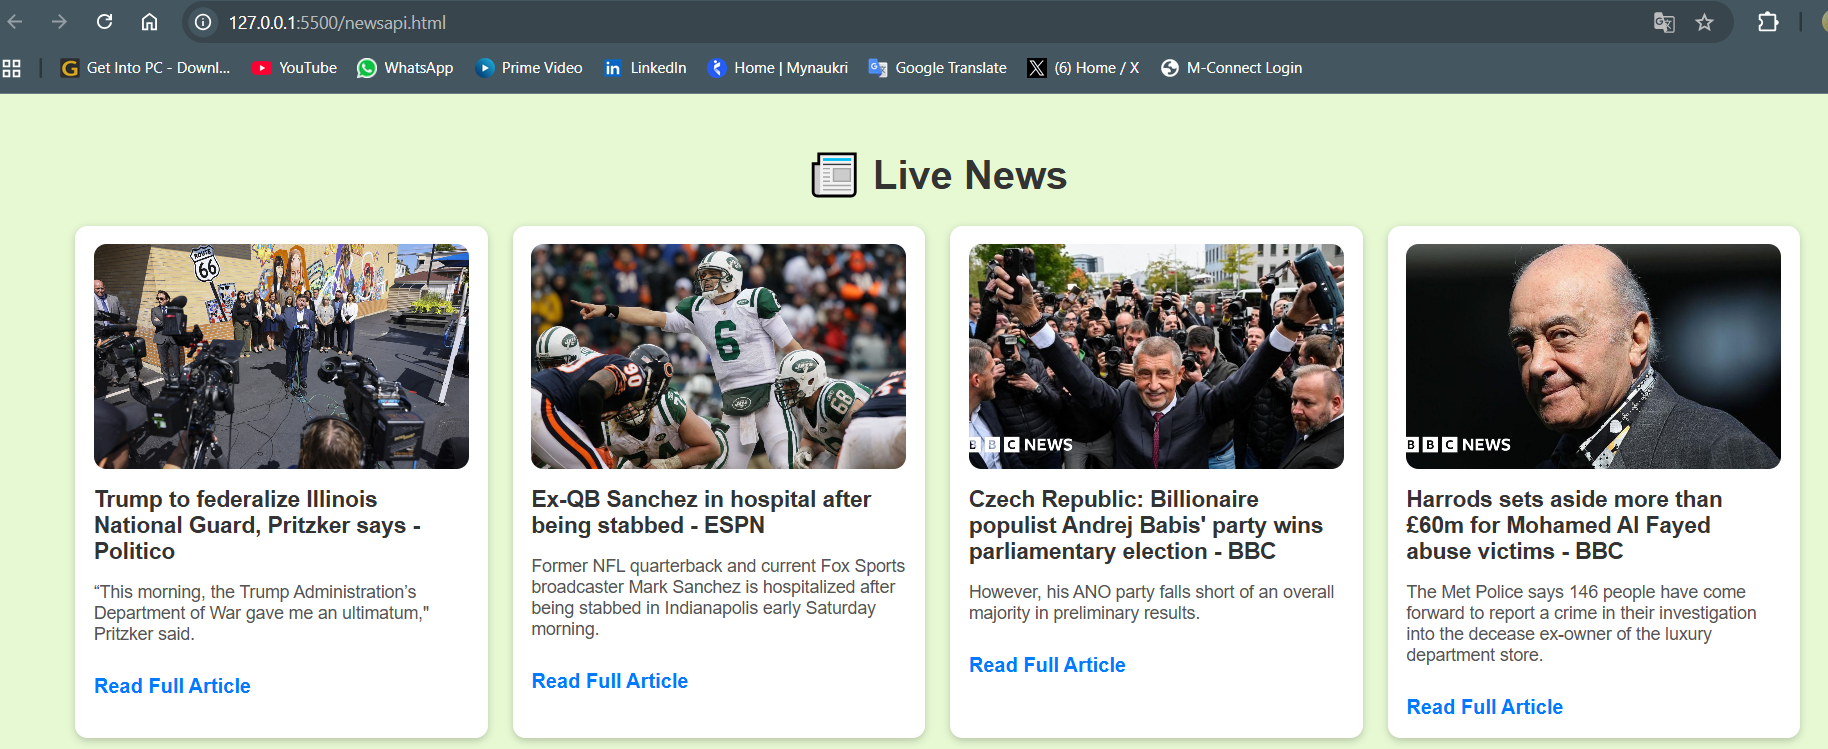 127.0.0.1:5500/newsapi.html
Get Into PC - Downl...
YouTube
WhatsApp
Prime Video
LinkedIn
Home | Mynaukri
Google Translate
(6) Home / X
M-Connect Login
Live News
ROUTE
66
Trump to federalize Illinois
National Guard, Pritzker says -
Politico
“This morning, the Trump Administration’s
Department of War gave me an ultimatum,"
Pritzker said.
Read Full Article
6
90
68
Ex-QB Sanchez in hospital after
being stabbed - ESPN
Former NFL quarterback and current Fox Sports
broadcaster Mark Sanchez is hospitalized after
being stabbed in Indianapolis early Saturday
morning.
Read Full Article
BBC NEWS
Czech Republic: Billionaire
populist Andrej Babis' party wins
parliamentary election - BBC
However, his ANO party falls short of an overall
majority in preliminary results.
Read Full Article
BBC NEWS
Harrods sets aside more than
£60m for Mohamed Al Fayed
abuse victims - BBC
The Met Police says 146 people have come
forward to report a crime in their investigation
into the decease ex-owner of the luxury
department store.
Read Full Article